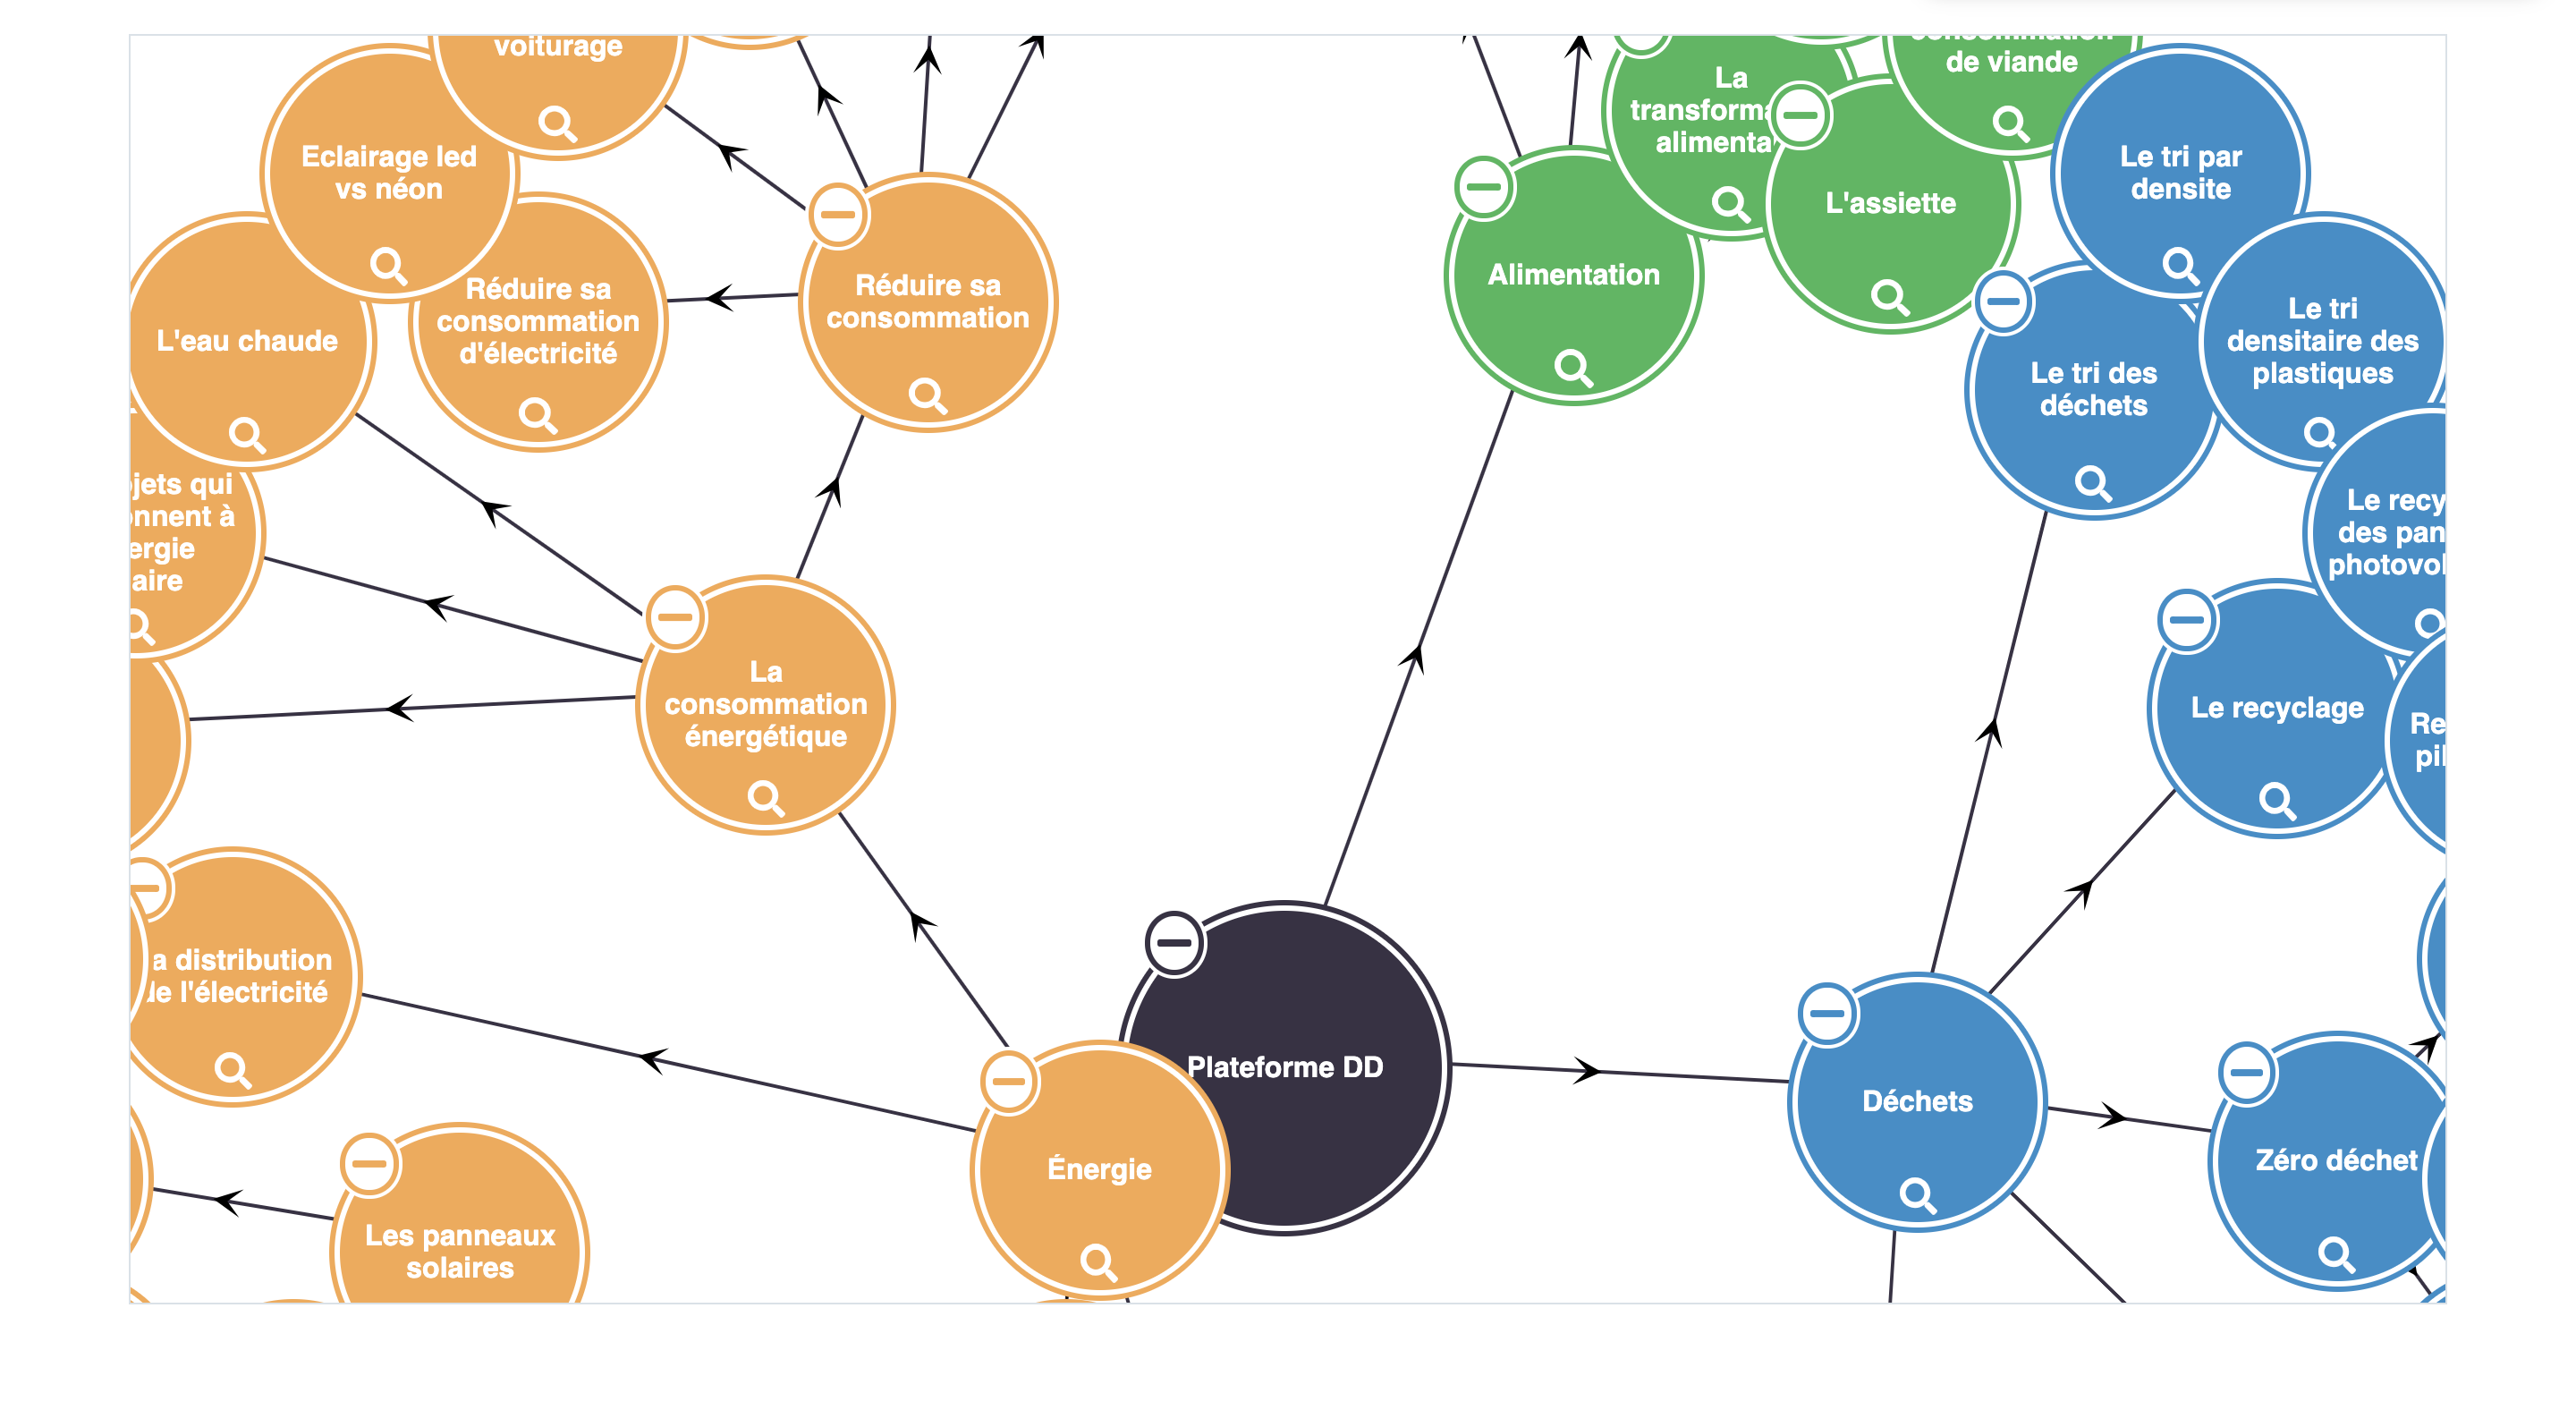 voiturage
Eclairage led
vs néon
L'eau chaude
Réduire sa
consommation
d'électricité
Réduire sa
consommation
La
consommation
énergétique
distribution
l'électricité
Les panneaux
solaires
Énergie
Plateforme DD
Alimentation
La
L'assiette
de viande
Le tri par
densite
Le tri
densitaire des
plastiques
Le tri des
déchets
Le
des
Le recyclage
Déchets
Zéro déchet